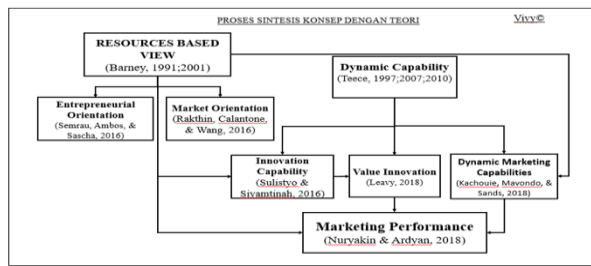 PROSES SINTESIS KONSEP DENGAN TEORI
Vivy©
RESOURCES BASED
VIEW
(Barney, 1991;2001)
Dynamic Capability
(Teece, 1997;2007;2010)
Entrepreneurial
Orientation
(Semrau, Ambos, &
Sascha, 2016)
Market Orientation
(Rakthin, Calantone,
& Wang, 2016)
Innovation
Capability
(Sulistyo &
Siyamtinah, 2016)
Value Innovation
(Leavy, 2018)
Dynamic Marketing
Capabilities
(Kachouie, Mavondo, &
Sands, 2018)
Marketing Performance
(Nuryakin & Ardyan, 2018)